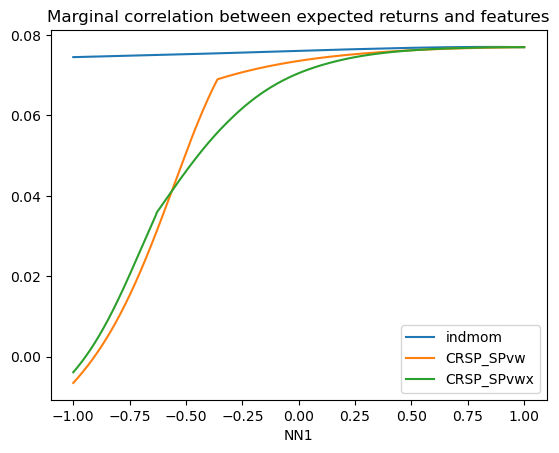 Marginal correlation between expected returns and features
0.08
0.06
0.04
0.02
0.00
indmom
CRSP_SPvw
CRSP_SPvwx
−1.00 −0.75 −0.50 −0.25 0.00 0.25 0.50 0.75 1.00
NN1